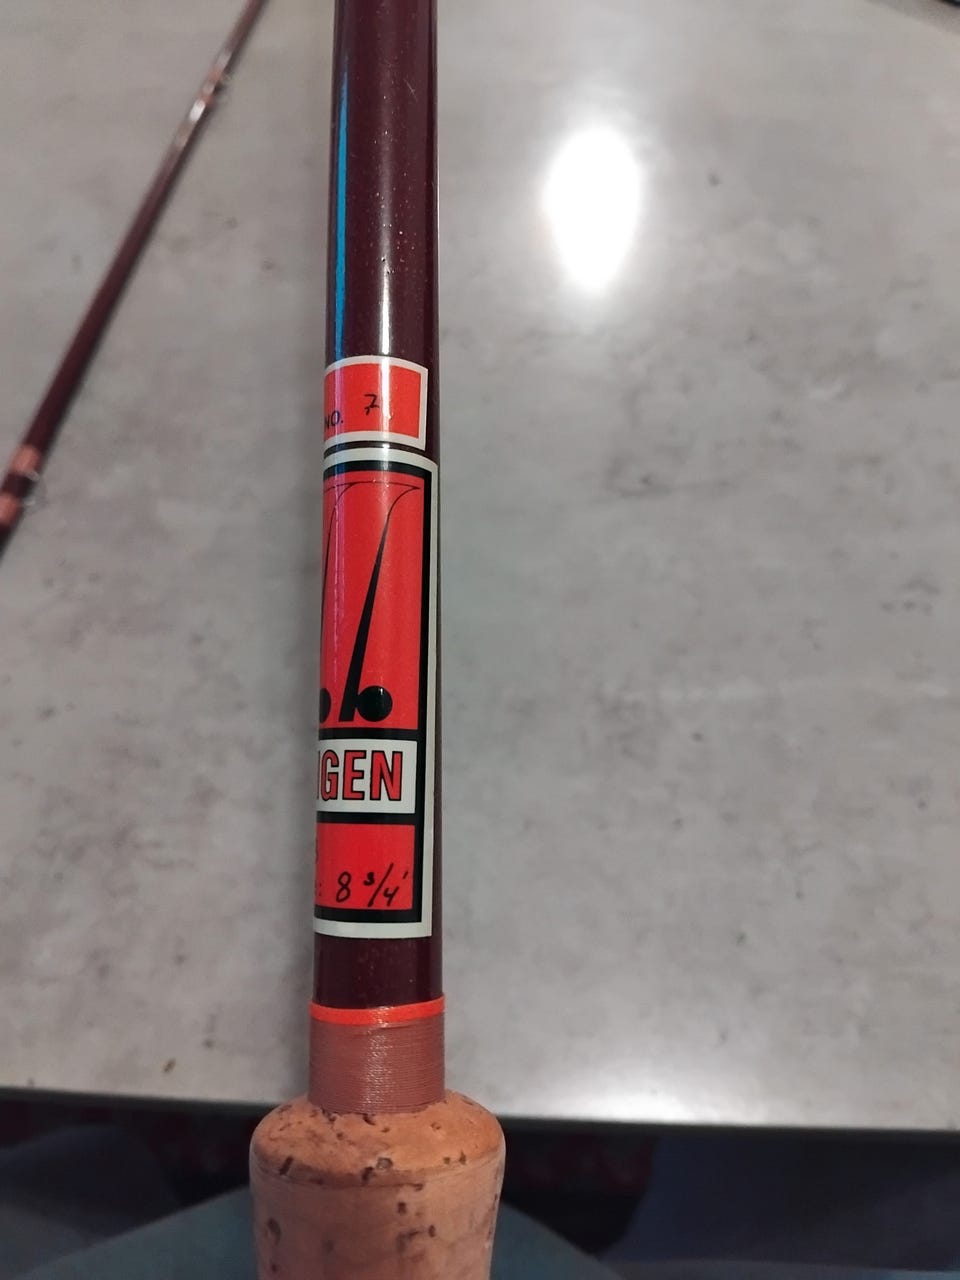 NO. 7
IGEN
: 8 3/4'